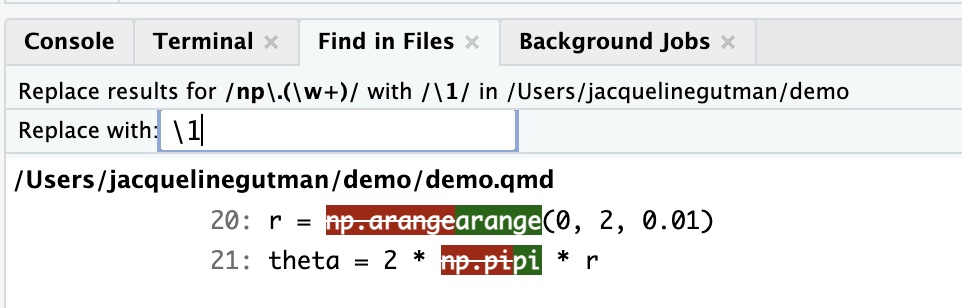 Console Terminal × Find in Files × Background Jobs ×
Replace results for /np\.(\w+)/ with /\1/ in /Users/jacquelinegutman/demo
Replace with: \1
/Users/jacquelinegutman/demo/demo.qmd
20: r = np.arangearange(0, 2, 0.01)
21: theta = 2 * np.pipi * r